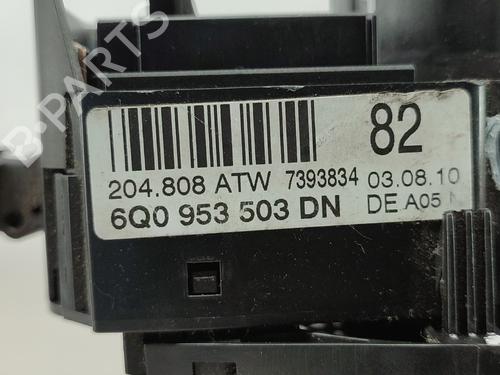 82
204.808 ATW 7393834 03.08.10
6Q0 953 503 DN DE A05
B-PARTS